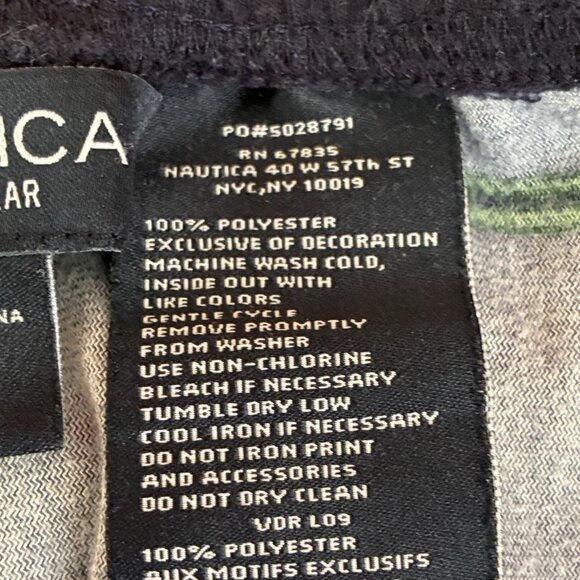 ICA
EAR
NA
PO#5028791
RN 67835
NAUTICA 40 W 57Th ST
NYC,NY 10019
100% POLYESTER
EXCLUSIVE OF DECORATION
MACHINE WASH COLD,
INSIDE OUT WITH
LIKE COLORS
GENTLE CYCLE
REMOVE PROMPTLY
FROM WASHER
USE NON-CHLORINE
BLEACH IF NECESSARY
TUMBLE DRY LOW
COOL IRON IF NECESSARY
DO NOT IRON PRINT
AND ACCESSORIES
DO NOT DRY CLEAN
VDR L09
100% POLYESTER
AUX MOTIFS EXCLUSIFS